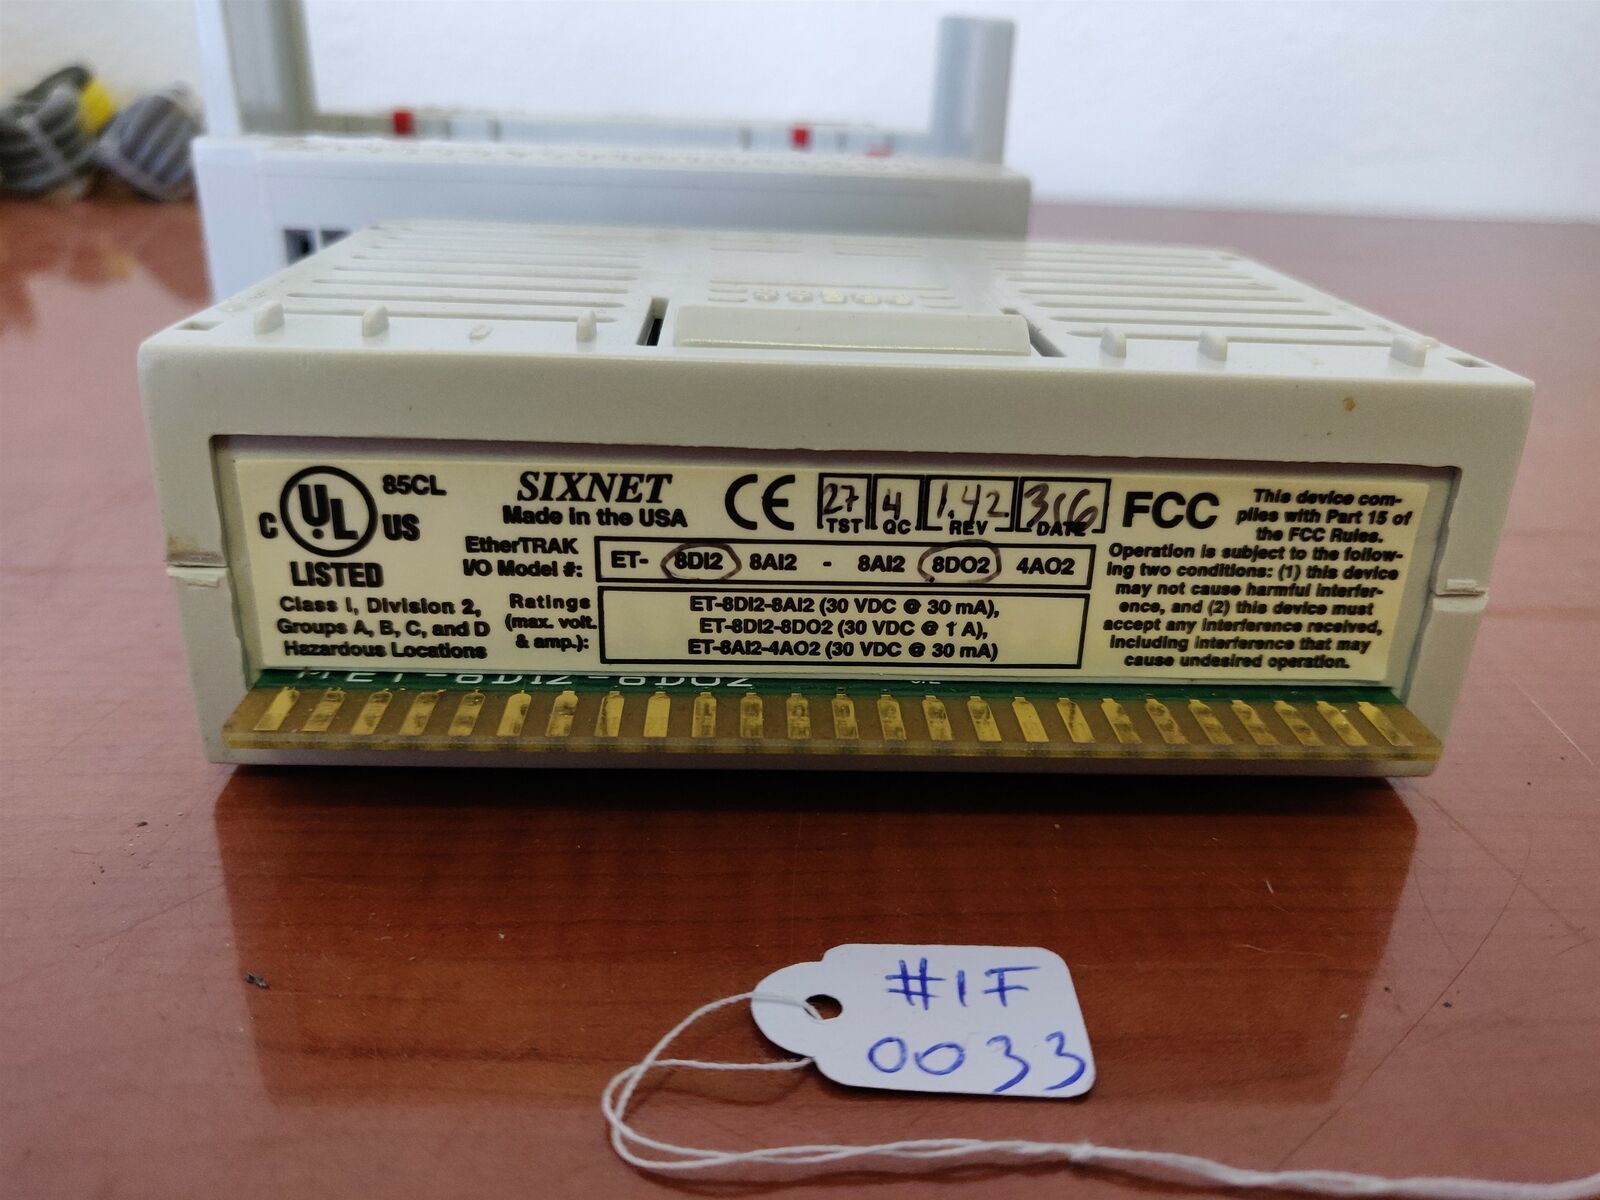 C UL US 85CL
LISTED
Class I, Division 2,
Groups A, B, C, and D
Hazardous Locations
SIXNET
Made in the USA
CE
27 4 1.42 316
TST QC REV DATE
EtherTRAK
I/O Model #:
ET- 8DI2 8AI2 - 8AI2 8DO2 4AO2
Ratings
(max. volt.
& amp.):
ET-8DI2-8AI2 (30 VDC @ 30 mA),
ET-8DI2-8DO2 (30 VDC @ 1 A),
ET-8AI2-4AO2 (30 VDC @ 30 mA)
FCC
This device com-
plies with Part 15 of
the FCC Rules.
Operation is subject to the follow-
ing two conditions: (1) this device
may not cause harmful interfer-
ence, and (2) this device must
accept any interference received,
including interference that may
cause undesired operation.
ET-8DI2-8DO2
#IF
0033